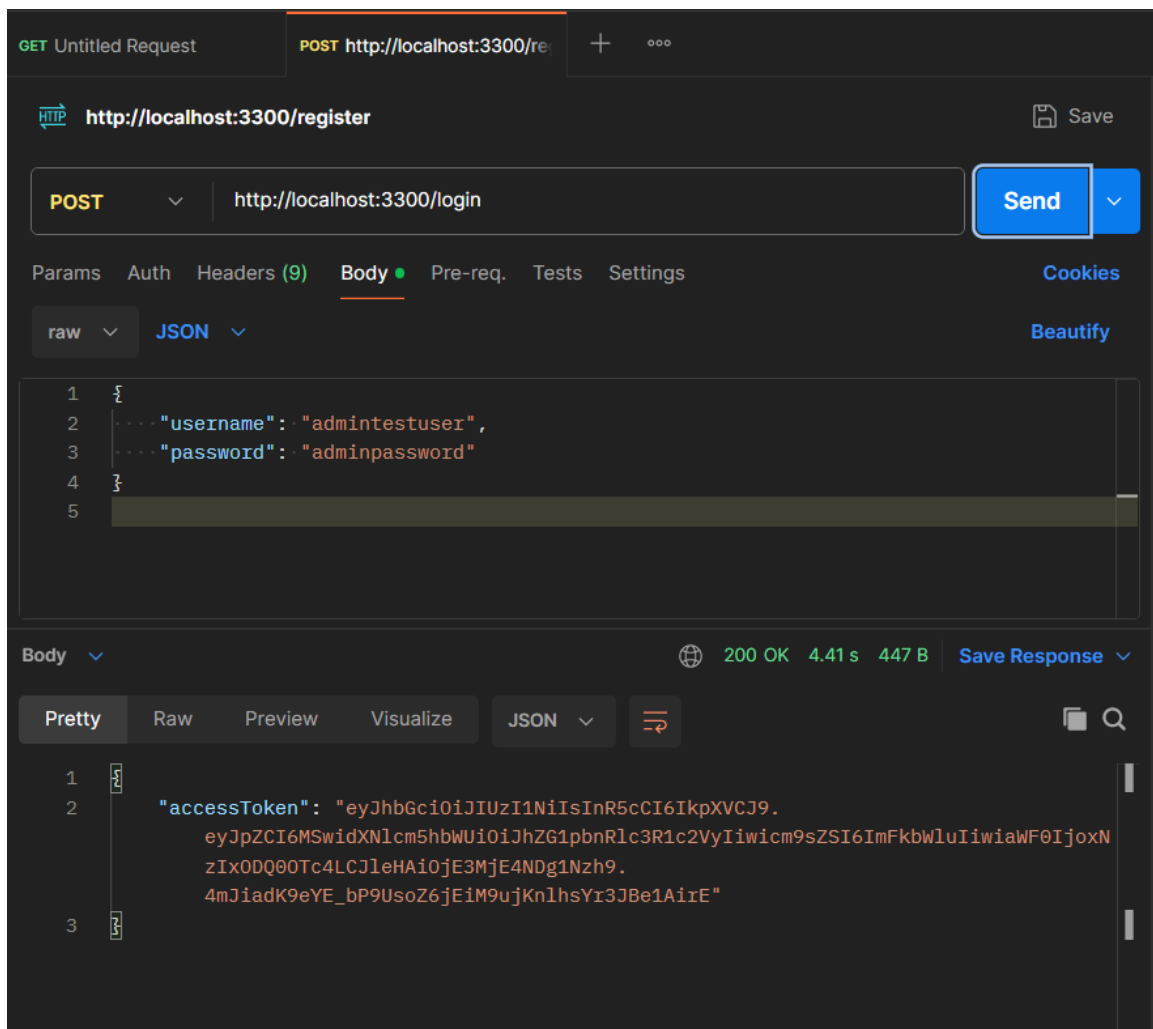 GET Untitled Request
POST http://localhost:3300/re
HTTP http://localhost:3300/register
Save
POST
http://localhost:3300/login
Send
Params Auth Headers (9) Body Pre-req. Tests Settings Cookies
raw JSON Beautify
1 {
2 "username": "admintestuser",
3 "password": "adminpassword"
4 }
5
Body 200 OK 4.41 s 447 B Save Response
Pretty Raw Preview Visualize JSON
1 {
2 "accessToken": "eyJhbGciOiJIUzI1NiIsInR5cCI6IkpXVCJ9.
eyJpZCI6MSwidXNlcm5hbWUiOiJhZG1pbnRlc3R1c2VyIiwicm9sZSI6ImFkbWluIiwiaWF0IjoxN
zIxODQ0OTc4LCJleHAiOjE3MjE4NDg1Nzh9.
4mJiadK9eYE_bP9UsoZ6jEiM9ujKnlhsYr3JBe1AirE"
3 }